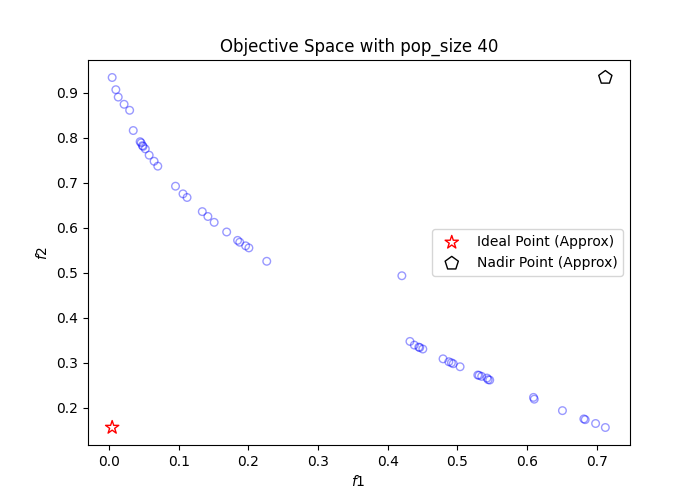 Objective Space with pop_size 40
f2
0.9
0.8
0.7
0.6
0.5
0.4
0.3
0.2
Ideal Point (Approx)
Nadir Point (Approx)
0.0 0.1 0.2 0.3 0.4 0.5 0.6 0.7
f1